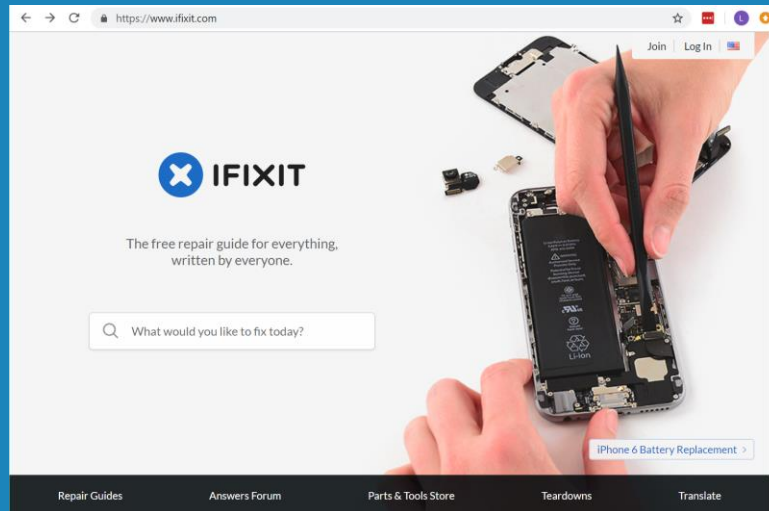 https://www.ifixit.com
L
Join
Log In
IFIXIT
The free repair guide for everything,
written by everyone.
What would you like to fix today?
Li-ion
iPhone 6 Battery Replacement >
Repair Guides
Answers Forum
Parts & Tools Store
Teardowns
Translate